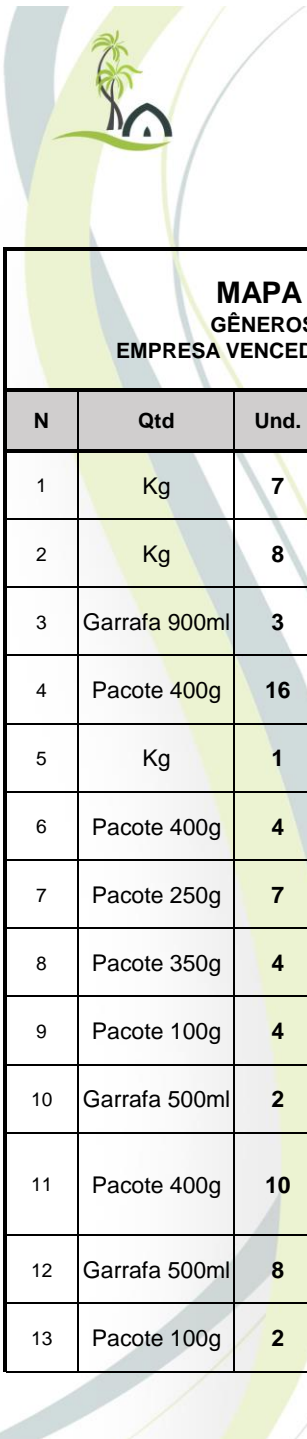 MAPA
GÊNEROS
EMPRESA VENCED
N Qtd Und.
1 Kg 7
2 Kg 8
3 Garrafa 900ml 3
4 Pacote 400g 16
5 Kg 1
6 Pacote 400g 4
7 Pacote 250g 7
8 Pacote 350g 4
9 Pacote 100g 4
10 Garrafa 500ml 2
11 Pacote 400g 10
12 Garrafa 500ml 8
13 Pacote 100g 2